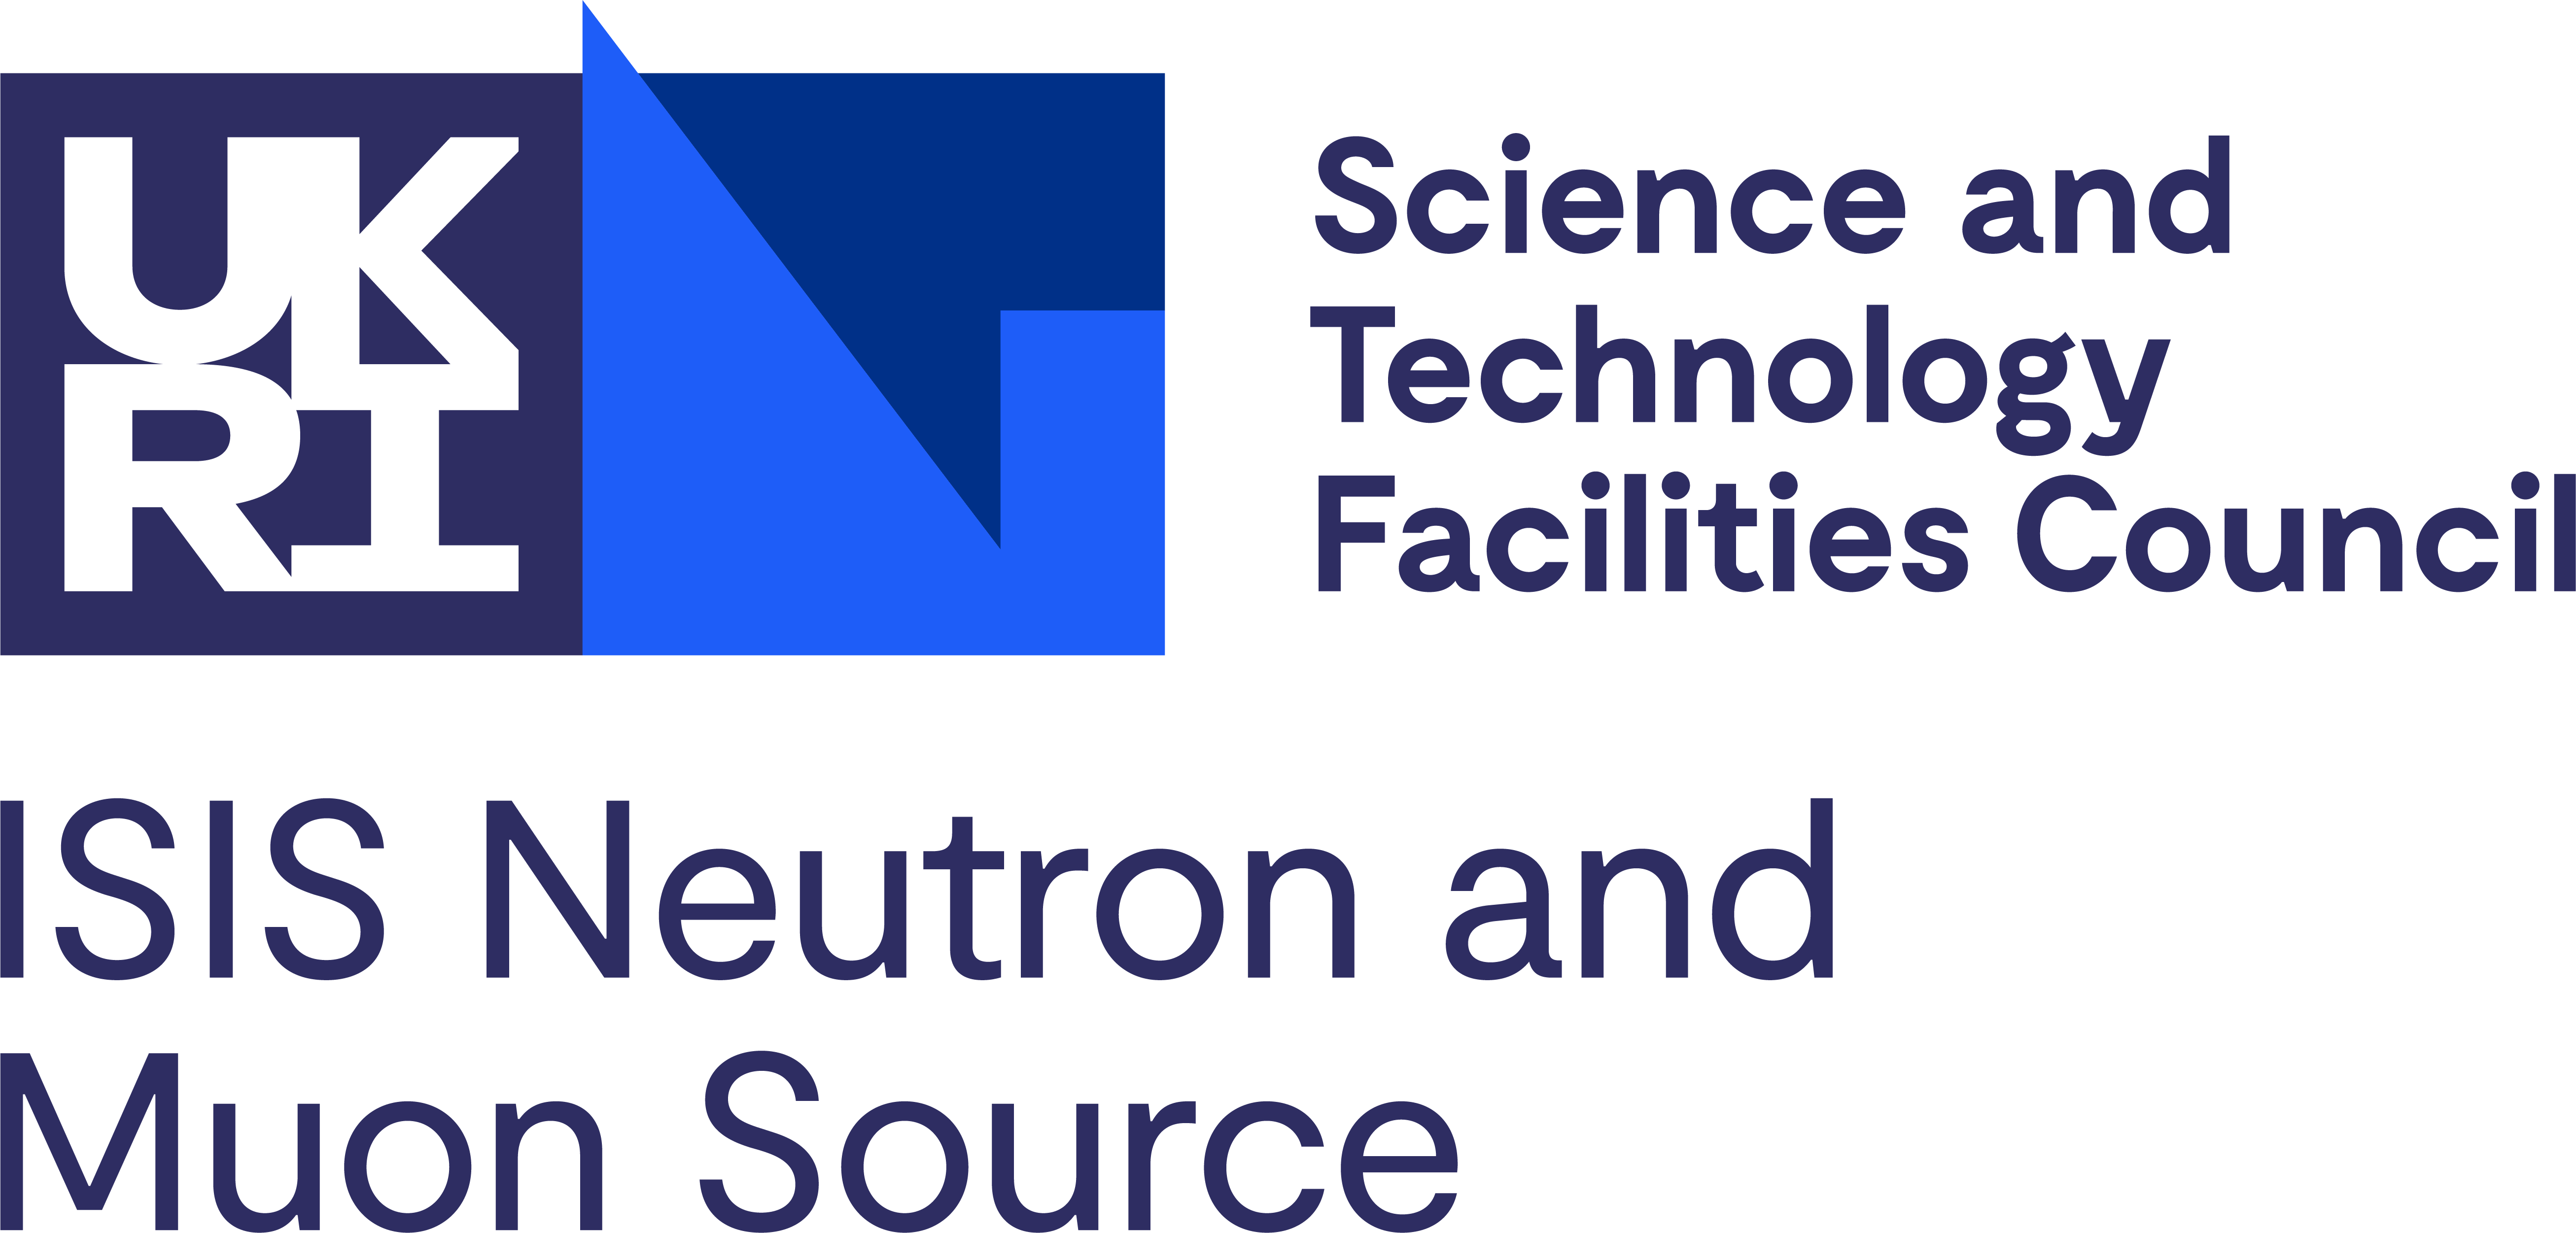 UK
RI
Science and
Technology
Facilities Council
ISIS Neutron and
Muon Source